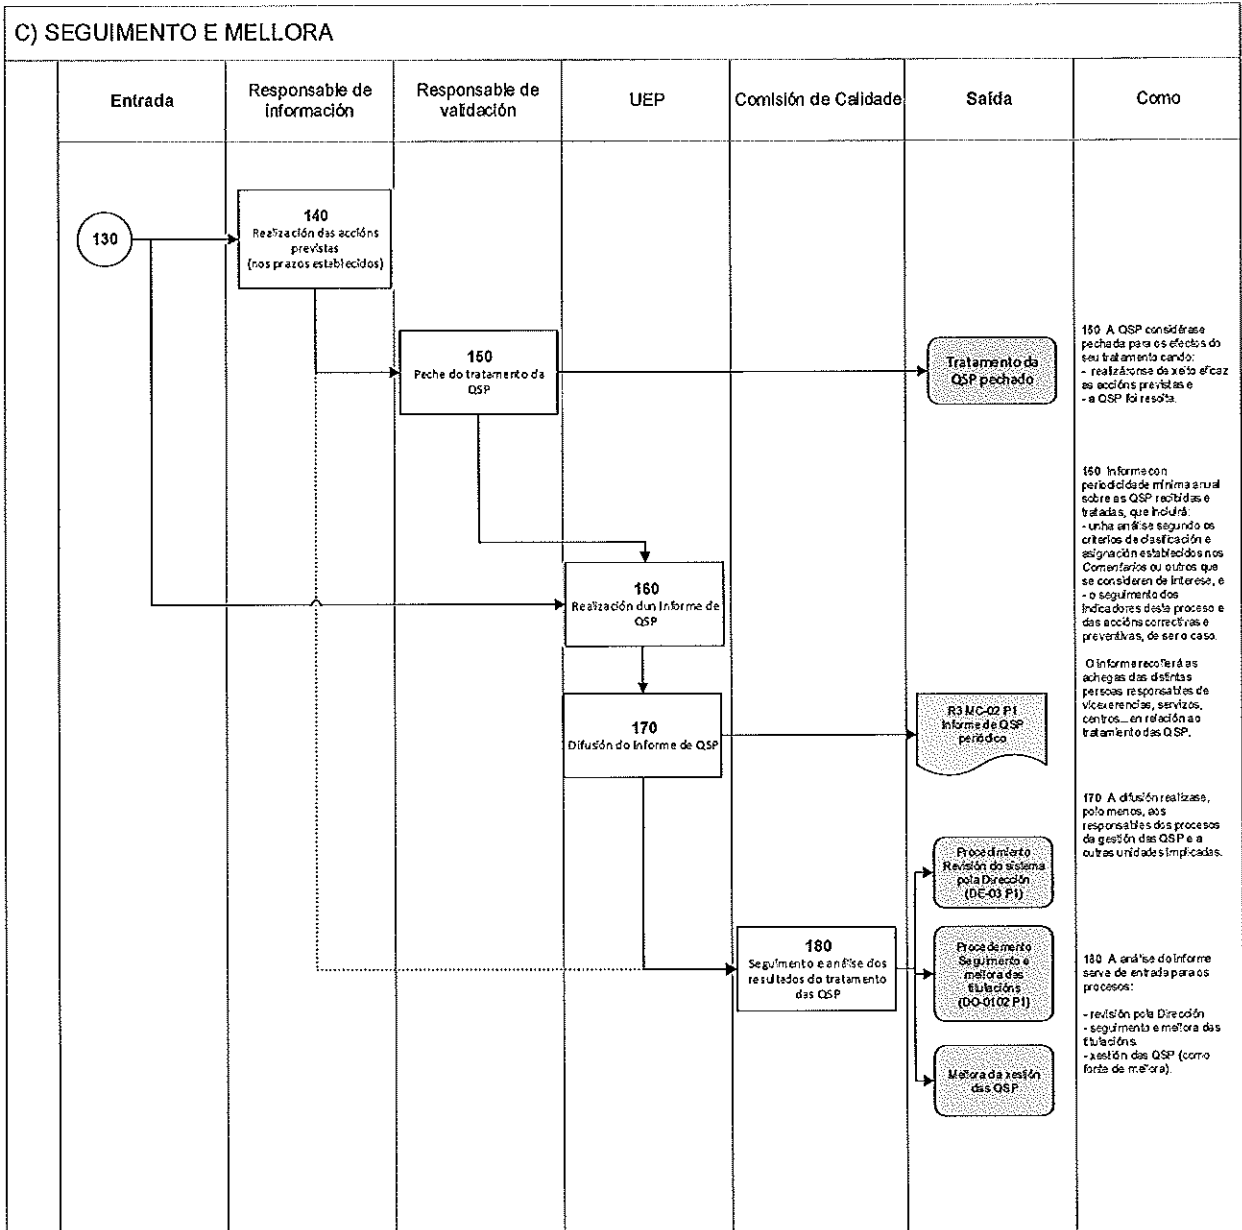 C) SEGUIMENTO E MELLORA
Entrada
Responsable de
información
Responsable de
validación
UEP
Comisión de Calidade
Saída
Como
130
140
Realización das accións
previstas
(nos prazos establecidos)
150
Peche do tratamento da
QSP
Tratamento da
QSP pechado
150 A QSP considérase
pechada para os efectos do
seu tratamento cando:
- realizáronse de xeito eficaz
as accións previstas e
- a QSP foi resolta.
160
Realización dun Informe de
QSP
160 Informe con
periodicidade mínima anual
sobre as QSP recibidas e
tratadas, que incluirá:
- unha análise segundo os
criterios de clasificación e
asignación establecidos nos
Comentarios ou outros que
se consideren de interese, e
- o seguimento dos
indicadores deste proceso e
das accións correctivas e
preventivas, de ser o caso.
O informe recollerá as
achegas das distintas
persoas responsables de
vicexerencias, servizos,
centros... en relación ao
tratamento das QSP.
170
Difusión do Informe de QSP
R3 MC-02 P1
Informe de QSP
periódico
170 A difusión realízase,
polo menos, aos
responsables dos procesos
da gestión das QSP e a
outras unidades implicadas.
180
Seguimento e análise dos
resultados do tratamento
das QSP
Procedimiento
Revisión do sistema
pola Dirección
(DE-03 P1)
Procedemento
Seguimento e
mellora das
titulacións
(DO-0102 P1)
Mellora da xestión
das QSP
180 A análise do informe
serve de entrada para os
procesos:
- revisión pola Dirección
- seguimento e mellora das
titulacións.
- xestión das QSP (como
fonte de mellora).